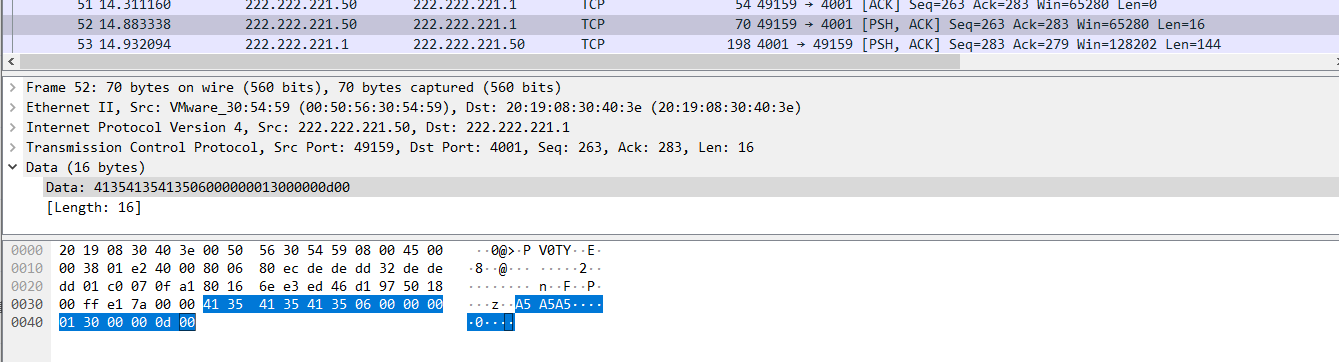 51 14.311160 222.222.221.50 222.222.221.1 TCP 54 49159 → 4001 [ACK] Seq=263 Ack=283 Win=65280 Len=0
52 14.883338 222.222.221.50 222.222.221.1 TCP 70 49159 → 4001 [PSH, ACK] Seq=263 Ack=283 Win=65280 Len=16
53 14.932094 222.222.221.1 222.222.221.50 TCP 198 4001 → 49159 [PSH, ACK] Seq=283 Ack=279 Win=128202 Len=144
Frame 52: 70 bytes on wire (560 bits), 70 bytes captured (560 bits)
Ethernet II, Src: VMware_30:54:59 (00:50:56:30:54:59), Dst: 20:19:08:30:40:3e (20:19:08:30:40:3e)
Internet Protocol Version 4, Src: 222.222.221.50, Dst: 222.222.221.1
Transmission Control Protocol, Src Port: 49159, Dst Port: 4001, Seq: 263, Ack: 283, Len: 16
Data (16 bytes)
Data: 41354135413506000000013000000d00
[Length: 16]
0000 20 19 08 30 40 3e 00 50 56 30 54 59 08 00 45 00 ··0@>·P V0TY··E·
0010 00 38 01 e2 40 00 80 06 80 ec de de dd 32 de de ·8··@··· ·····2··
0020 dd 01 c0 07 0f a1 80 16 6e e3 ed 46 d1 97 50 18 ········ n··F··P·
0030 00 ff e1 7a 00 00 41 35 41 35 41 35 06 00 00 00 ···z··A5 A5A5····
0040 01 30 00 00 0d 00 ·0····